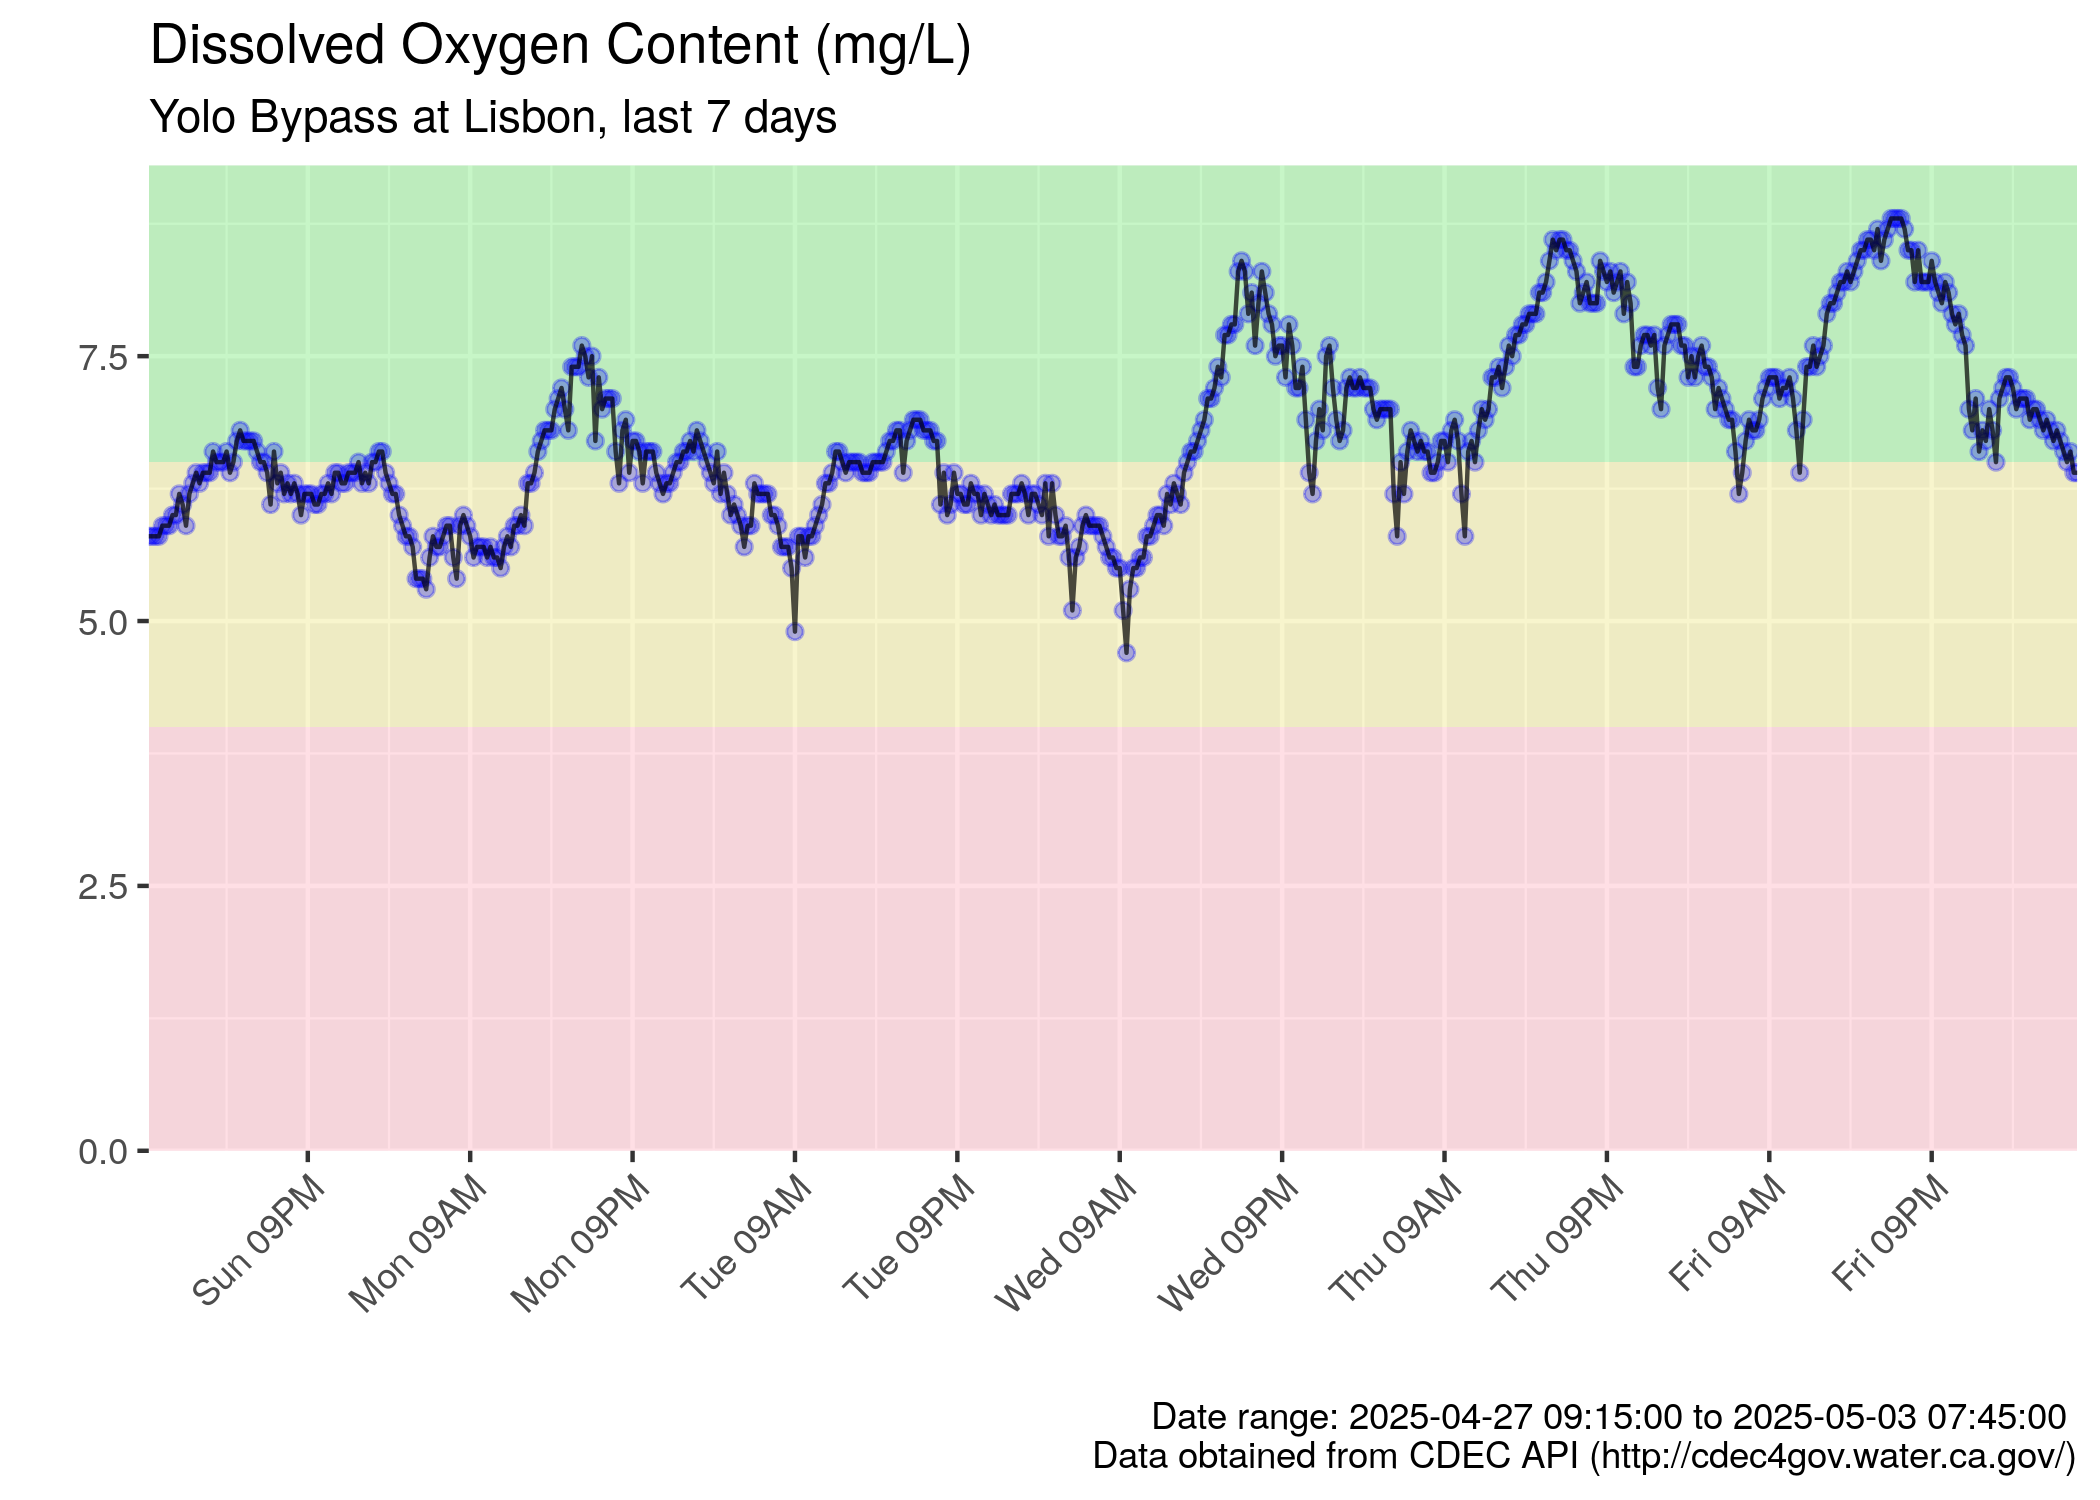 Dissolved Oxygen Content (mg/L)
Yolo Bypass at Lisbon, last 7 days
7.5
5.0
2.5
0.0
Sun 09PM
Mon 09AM
Mon 09PM
Tue 09AM
Tue 09PM
Wed 09AM
Wed 09PM
Thu 09AM
Thu 09PM
Fri 09AM
Fri 09PM
Date range: 2025-04-27 09:15:00 to 2025-05-03 07:45:00
Data obtained from CDEC API (http://cdec4gov.water.ca.gov/)